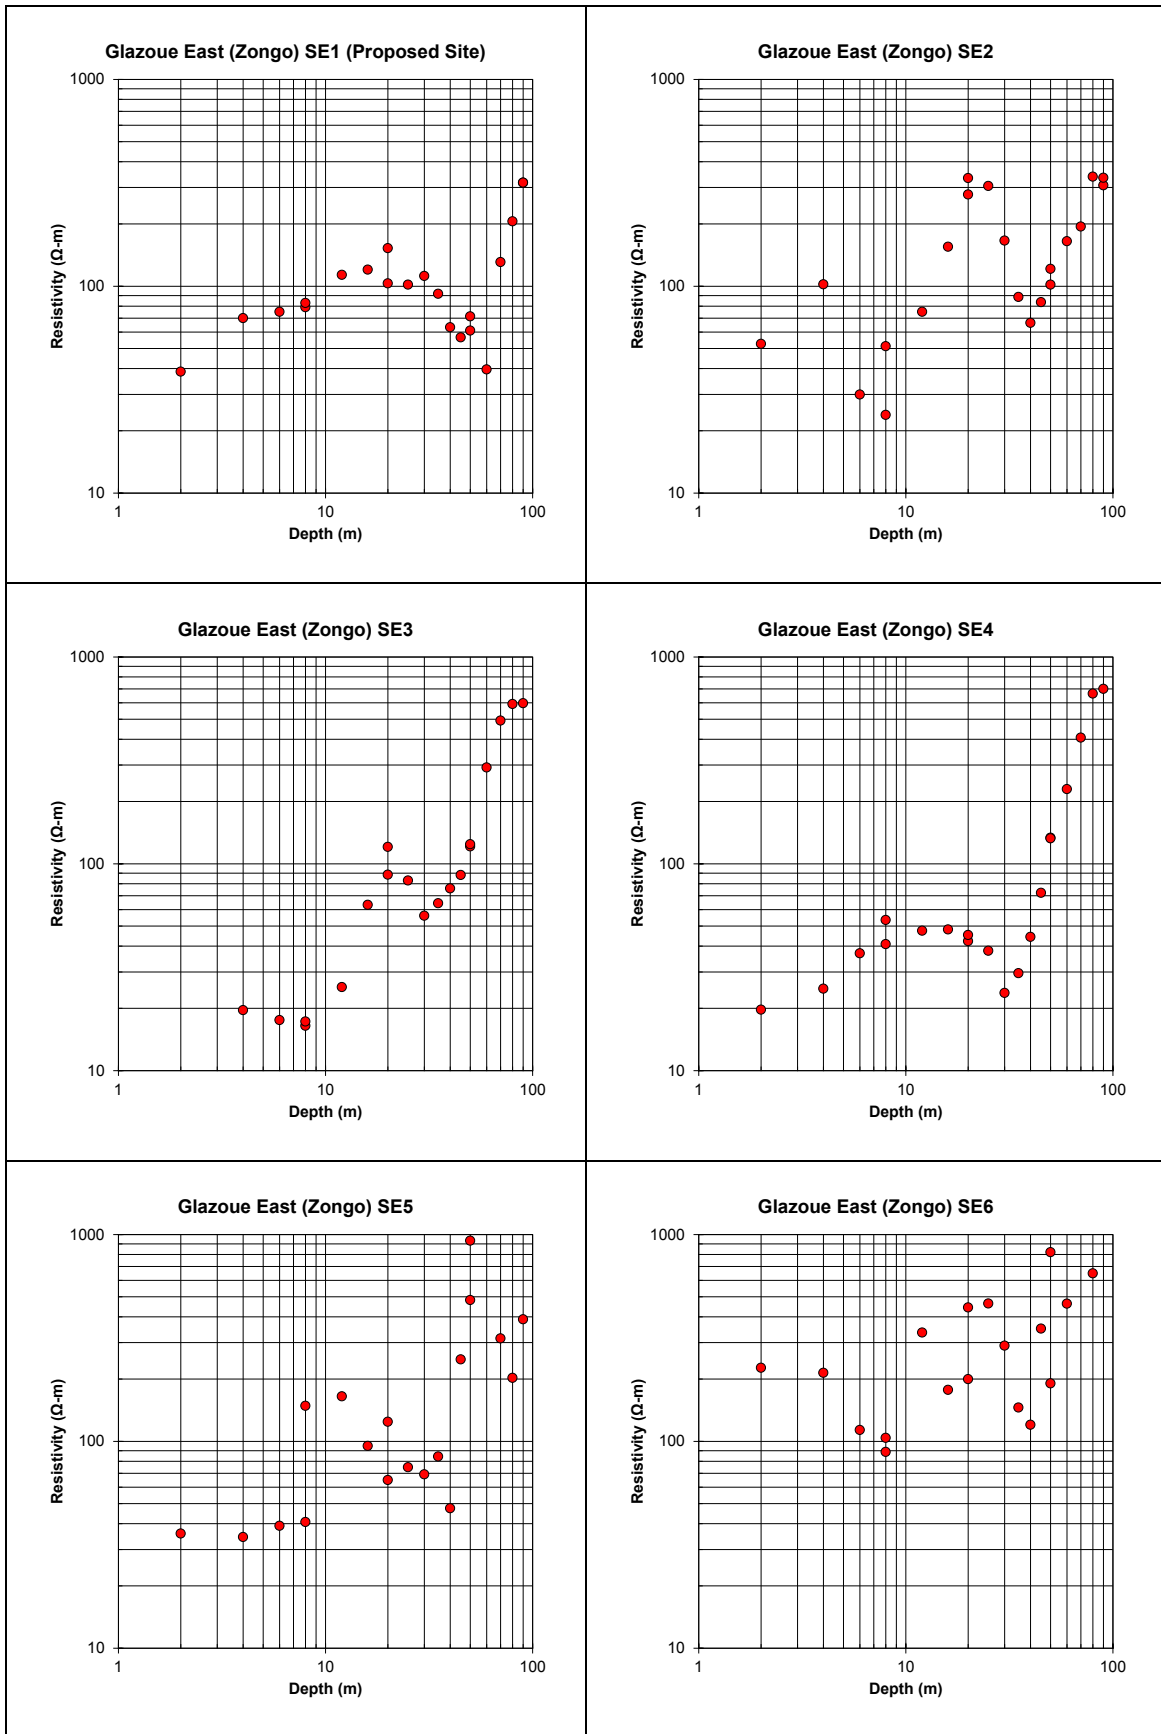 Glazoue East (Zongo) SE1 (Proposed Site)
1000
100
10
1
10
100
Resistivity (Ω-m)
Depth (m)
Glazoue East (Zongo) SE2
1000
100
10
1
10
100
Resistivity (Ω-m)
Depth (m)
Glazoue East (Zongo) SE3
1000
100
10
1
10
100
Resistivity (Ω-m)
Depth (m)
Glazoue East (Zongo) SE4
1000
100
10
1
10
100
Resistivity (Ω-m)
Depth (m)
Glazoue East (Zongo) SE5
1000
100
10
1
10
100
Resistivity (Ω-m)
Depth (m)
Glazoue East (Zongo) SE6
1000
100
10
1
10
100
Resistivity (Ω-m)
Depth (m)